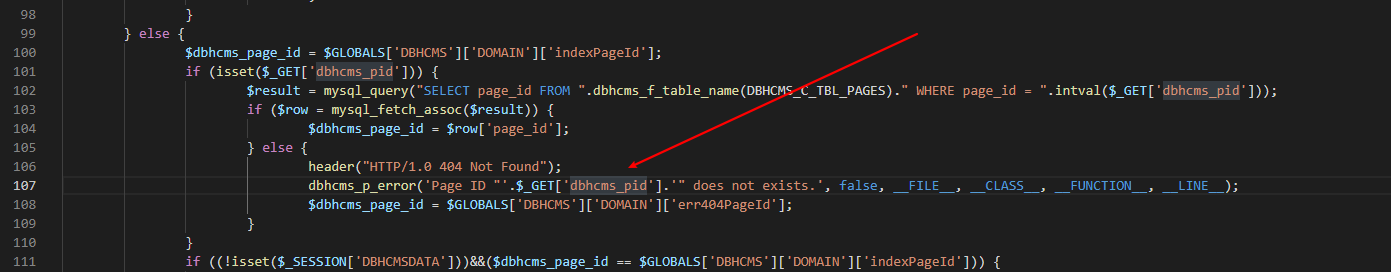 98 }
99 } else {
100 $dbhcms_page_id = $GLOBALS['DBHCMS']['DOMAIN']['indexPageId'];
101 if (isset($_GET['dbhcms_pid'])) {
102 $result = mysql_query("SELECT page_id FROM ".dbhcms_f_table_name(DBHCMS_C_TBL_PAGES)." WHERE page_id = ".intval($_GET['dbhcms_pid']));
103 if ($row = mysql_fetch_assoc($result)) {
104 $dbhcms_page_id = $row['page_id'];
105 } else {
106 header("HTTP/1.0 404 Not Found");
107 dbhcms_p_error('Page ID "'.$_GET['dbhcms_pid'].'" does not exists.', false, __FILE__, __CLASS__, __FUNCTION__, __LINE__);
108 $dbhcms_page_id = $GLOBALS['DBHCMS']['DOMAIN']['err404PageId'];
109 }
110 }
111 if ((!isset($_SESSION['DBHCMSDATA']))&&($dbhcms_page_id == $GLOBALS['DBHCMS']['DOMAIN']['indexPageId'])) {